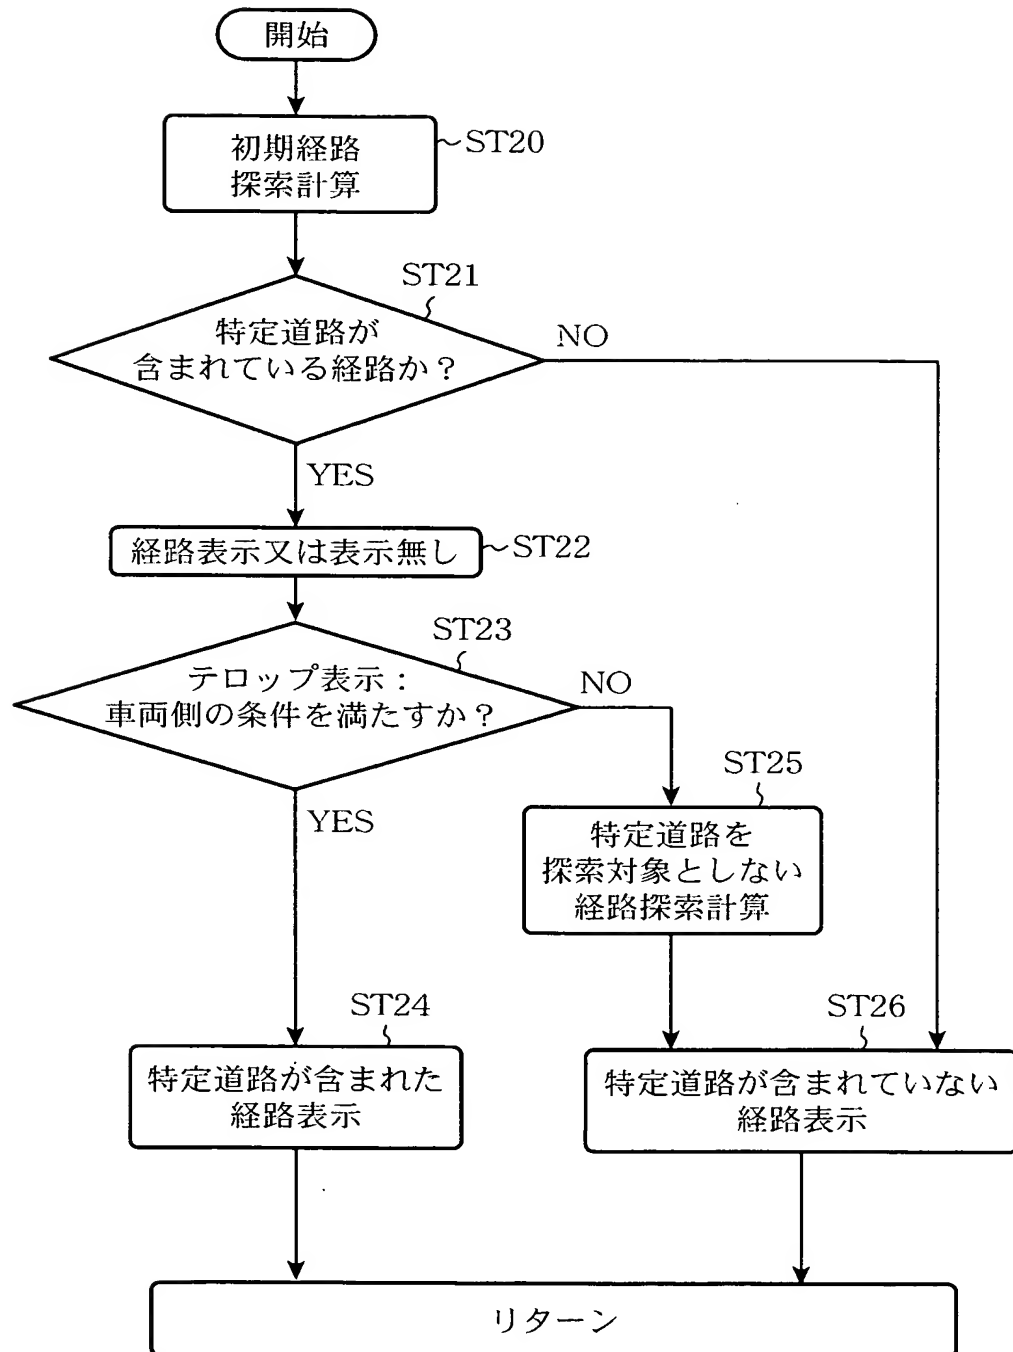 開始
初期経路
探索計算
ST20
ST21
特定道路が
含まれている経路か？
NO
YES
経路表示又は表示無し
ST22
ST23
テロップ表示：
車両側の条件を満たすか？
NO
YES
ST25
特定道路を
探索対象としない
経路探索計算
ST24
特定道路が含まれた
経路表示
ST26
特定道路が含まれていない
経路表示
リターン